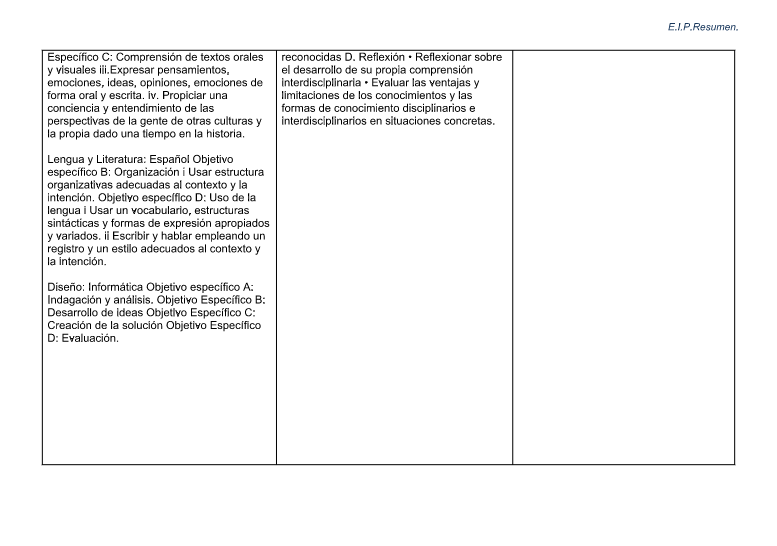 E.I.P.Resumen.
Específico C: Comprensión de textos orales
y visuales iii.Expresar pensamientos,
emociones, ideas, opiniones, emociones de
forma oral y escrita. iv. Propiciar una
conciencia y entendimiento de las
perspectivas de la gente de otras culturas y
la propia dado una tiempo en la historia.
Lengua y Literatura: Español Objetivo
específico B: Organización i Usar estructura
organizativas adecuadas al contexto y la
intención. Objetivo específico D: Uso de la
lengua i Usar un vocabulario, estructuras
sintácticas y formas de expresión apropiados
y variados. ii Escribir y hablar empleando un
registro y un estilo adecuados al contexto y
la intención.
Diseño: Informática Objetivo específico A:
Indagación y análisis. Objetivo Específico B:
Desarrollo de ideas Objetivo Específico C:
Creación de la solución Objetivo Específico
D: Evaluación.
reconocidas D. Reflexión • Reflexionar sobre
el desarrollo de su propia comprensión
interdisciplinaria • Evaluar las ventajas y
limitaciones de los conocimientos y las
formas de conocimiento disciplinarios e
interdisciplinarios en situaciones concretas.